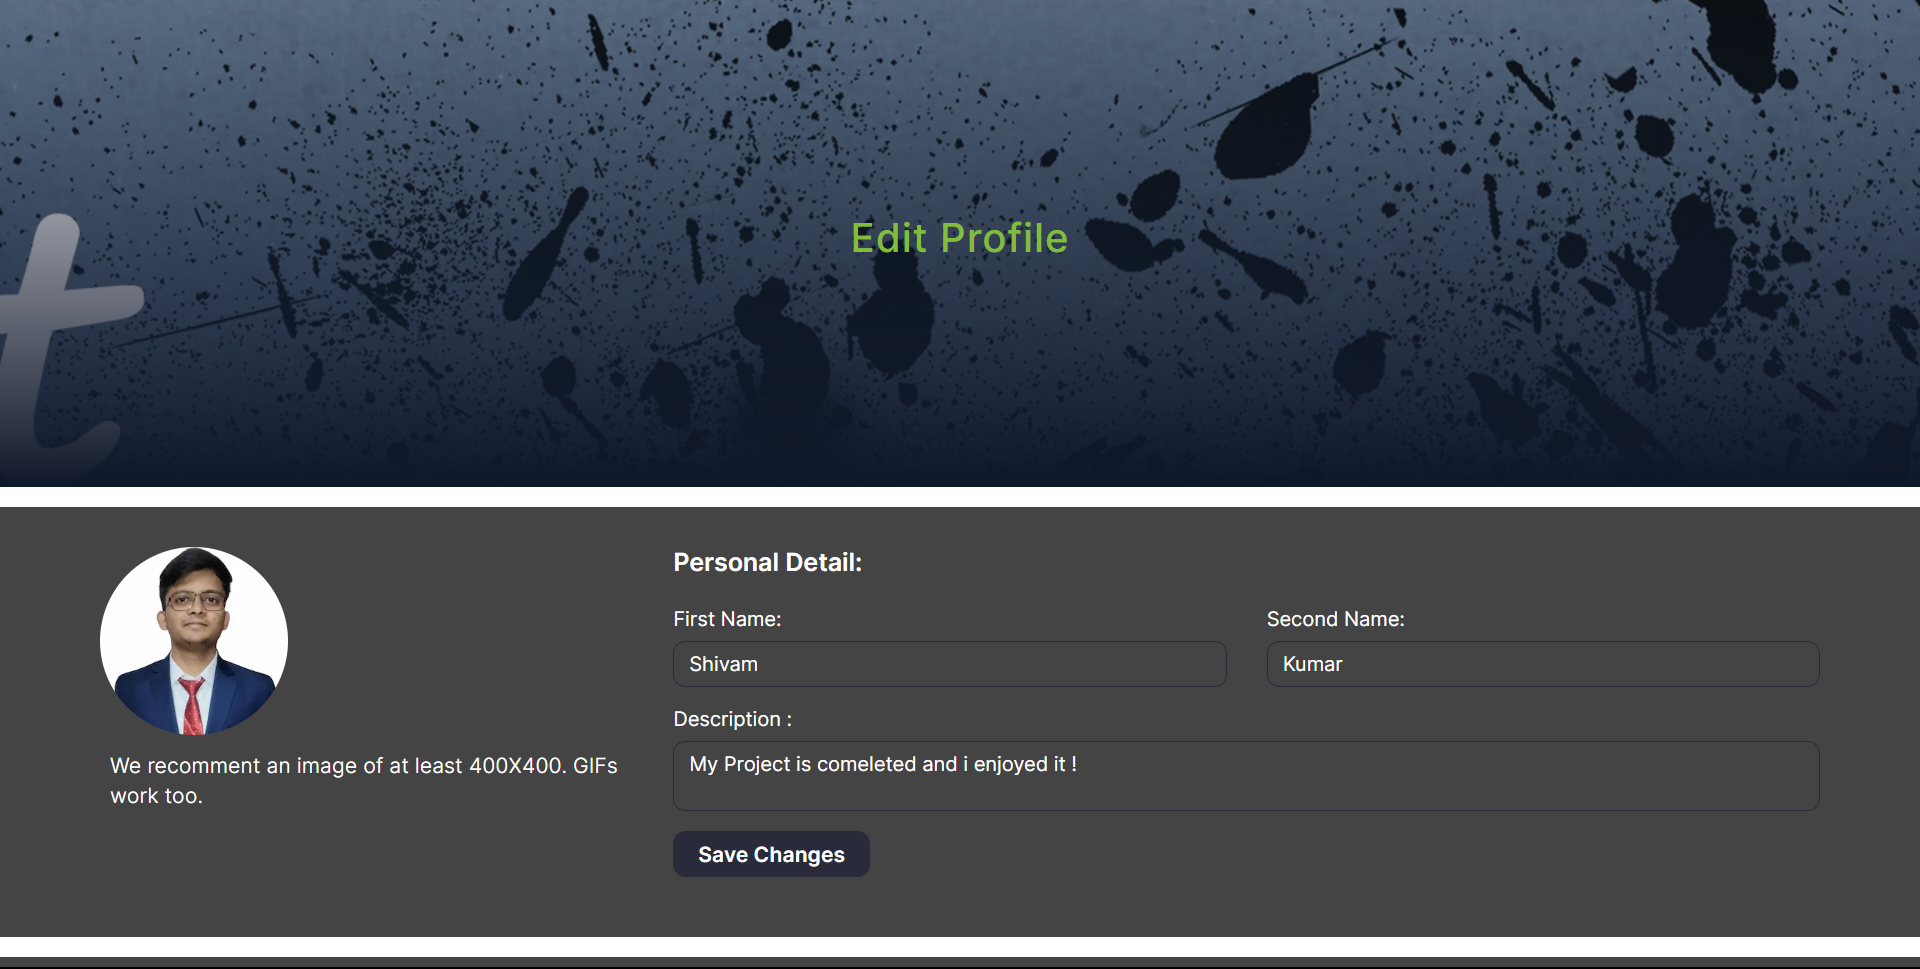 t
Edit Profile
Personal Detail:
First Name:
Second Name:
Shivam
Kumar
Description :
My Project is comeleted and i enjoyed it !
We recomment an image of at least 400X400. GIFs
work too.
Save Changes